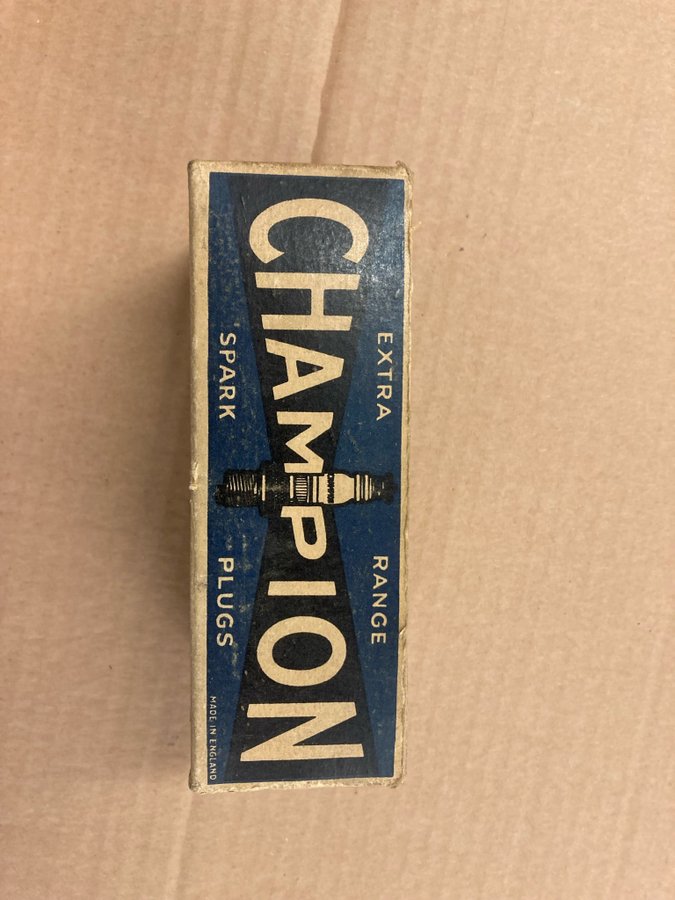 EXTRA RANGE
CHAMPION
SPARK PLUGS
MADE IN ENGLAND